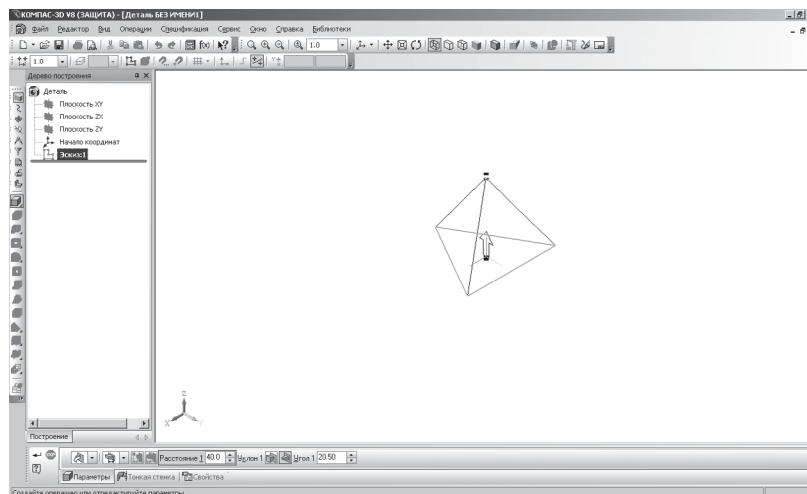 КОМПАС-3D V8 (ЗАЩИТА) - [Деталь БЕЗ ИМЕНИ1]
Файл Редактор Вид Операции Спецификация Сервис Окно Справка Библиотеки
f(x) 1.0
1.0
Дерево построения
Деталь
Плоскость XY
Плоскость ZX
Плоскость ZY
Начало координат
Эскиз:1
Z
X Y
Построение
Расстояние 1 40.0 Уклон 1 Угол 1 20.50
Параметры Тонкая стенка Свойства
Создайте операцию или отредактируйте параметры